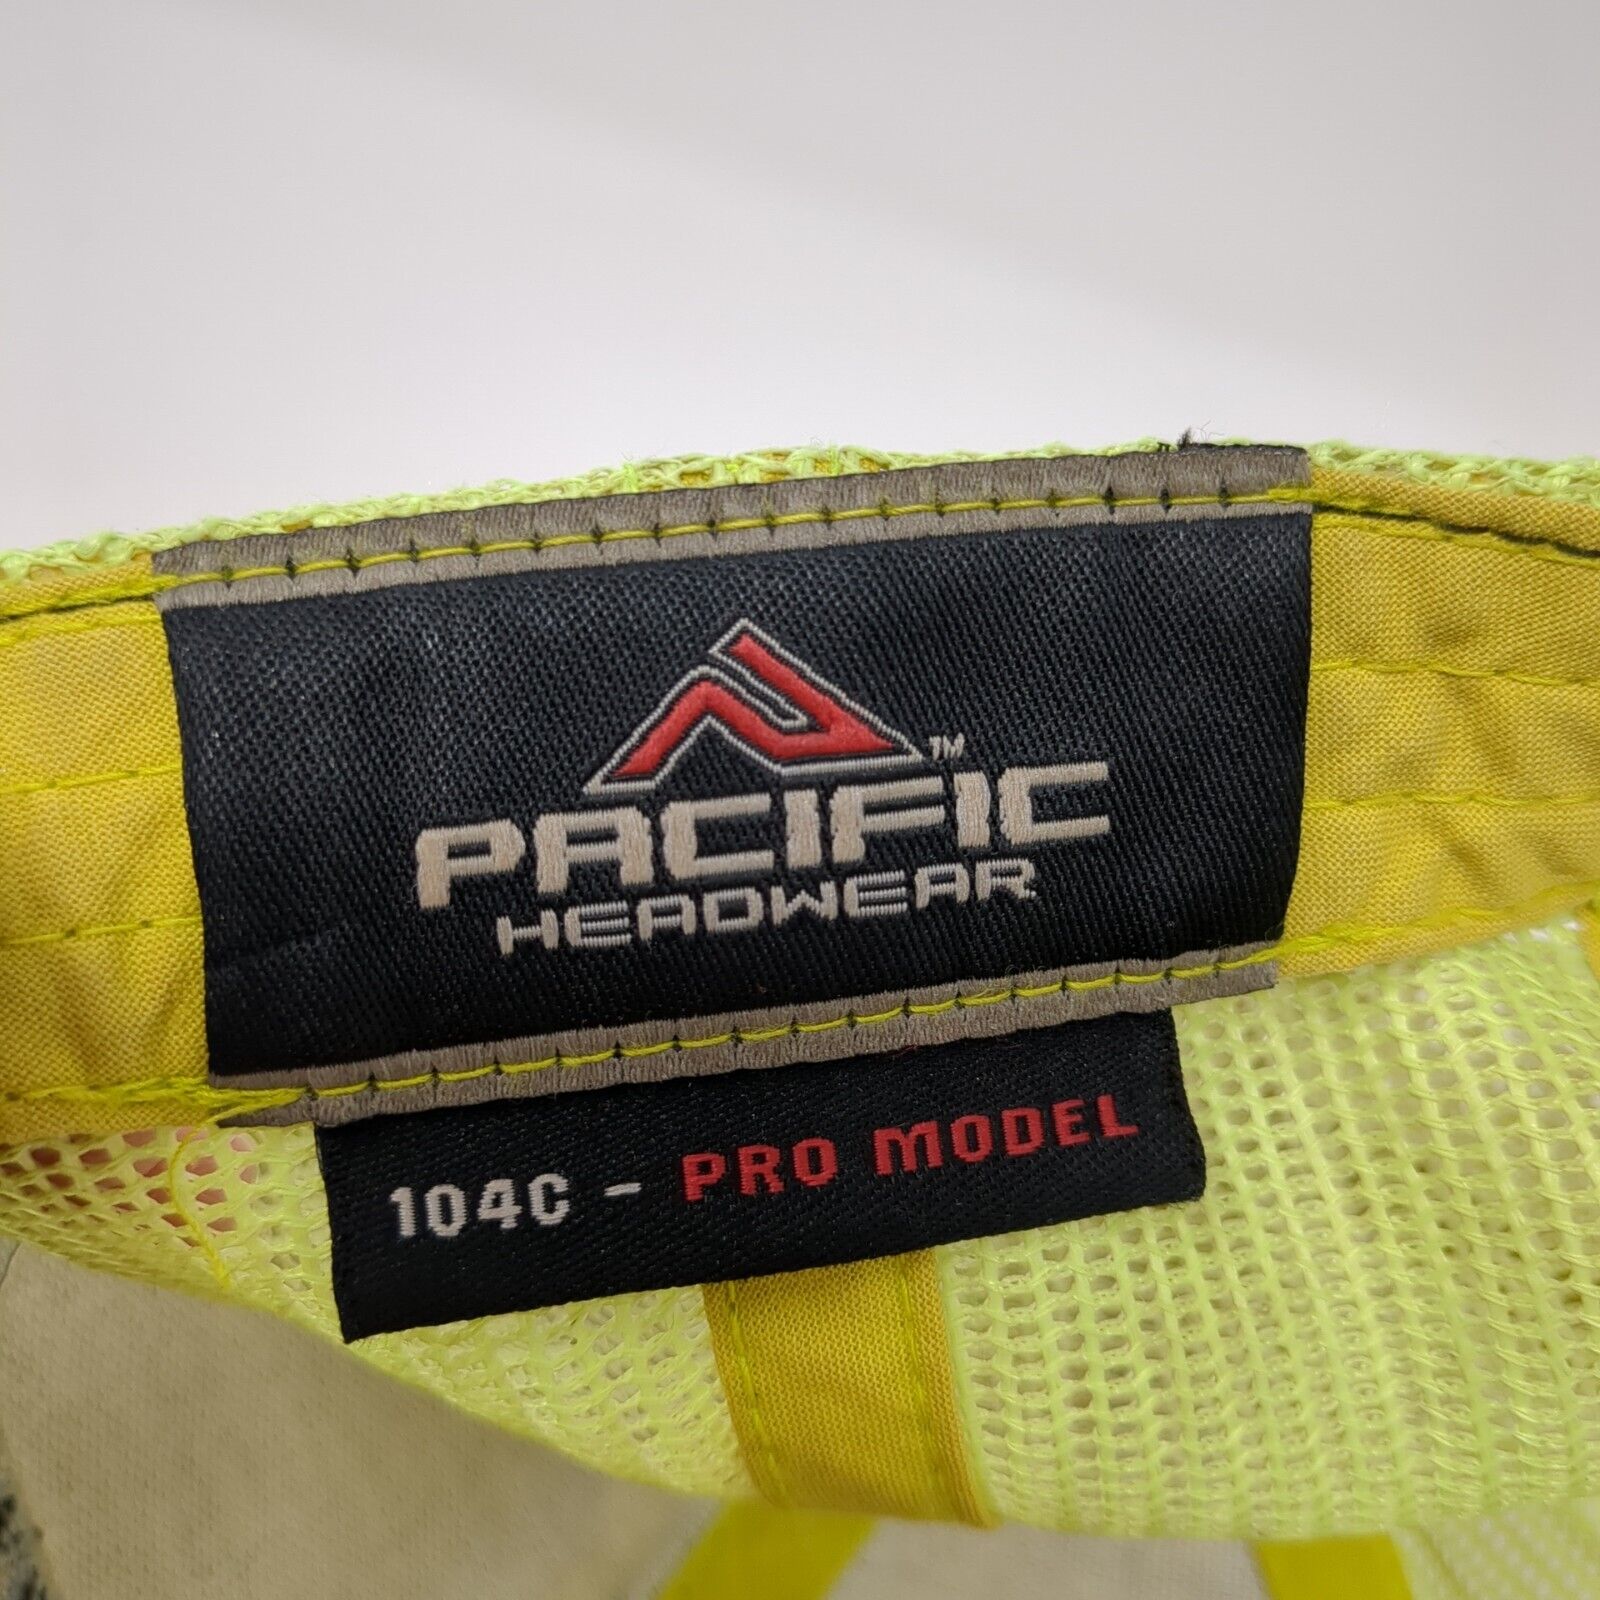 TM
PACIFIC
HEADWEAR
104C - PRO MODEL